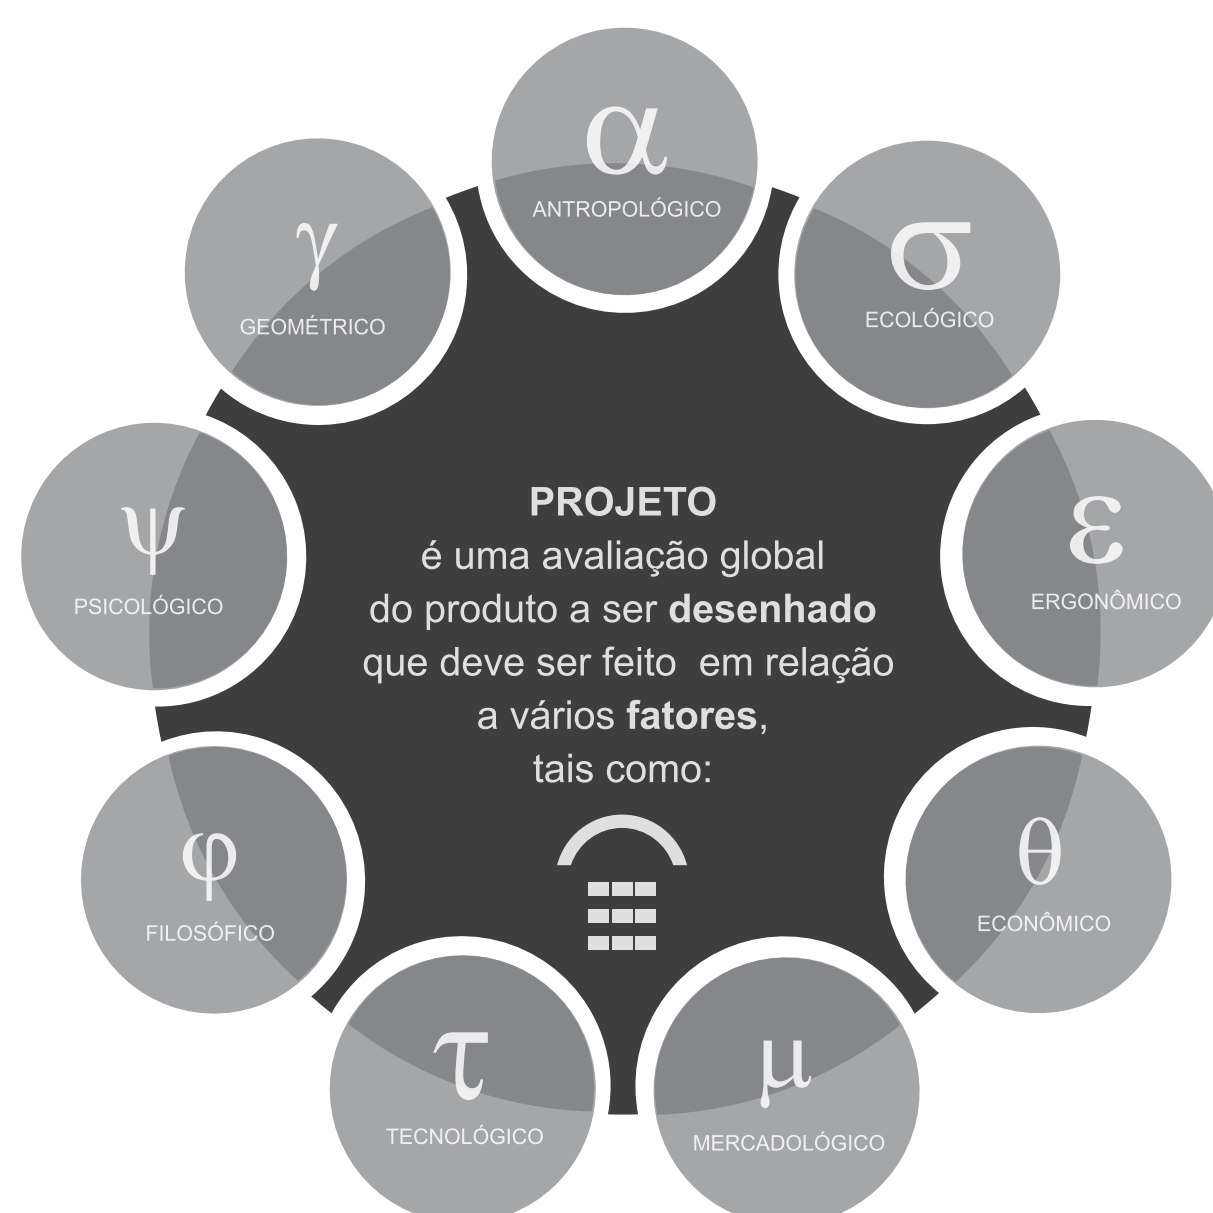 α
ANTROPOLÓGICO
σ
ECOLÓGICO
ε
ERGONÔMICO
θ
ECONÔMICO
μ
MERCADOLÓGICO
τ
TECNOLÓGICO
φ
FILOSÓFICO
ψ
PSICOLÓGICO
γ
GEOMÉTRICO
PROJETO
é uma avaliação global
do produto a ser desenhado
que deve ser feito em relação
a vários fatores,
tais como: